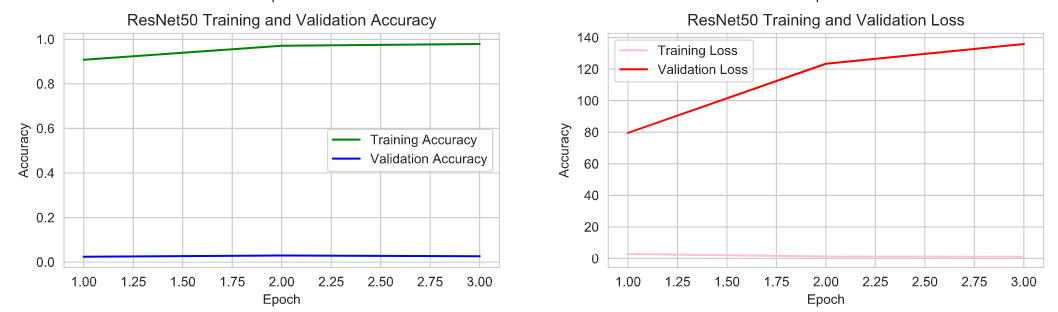 ResNet50 Training and Validation Accuracy
1.0
0.8
0.6
0.4
0.2
0.0
Accuracy
Training Accuracy
Validation Accuracy
1.00 1.25 1.50 1.75 2.00 2.25 2.50 2.75 3.00
Epoch
ResNet50 Training and Validation Loss
140
120
100
80
60
40
20
0
Accuracy
Training Loss
Validation Loss
1.00 1.25 1.50 1.75 2.00 2.25 2.50 2.75 3.00
Epoch